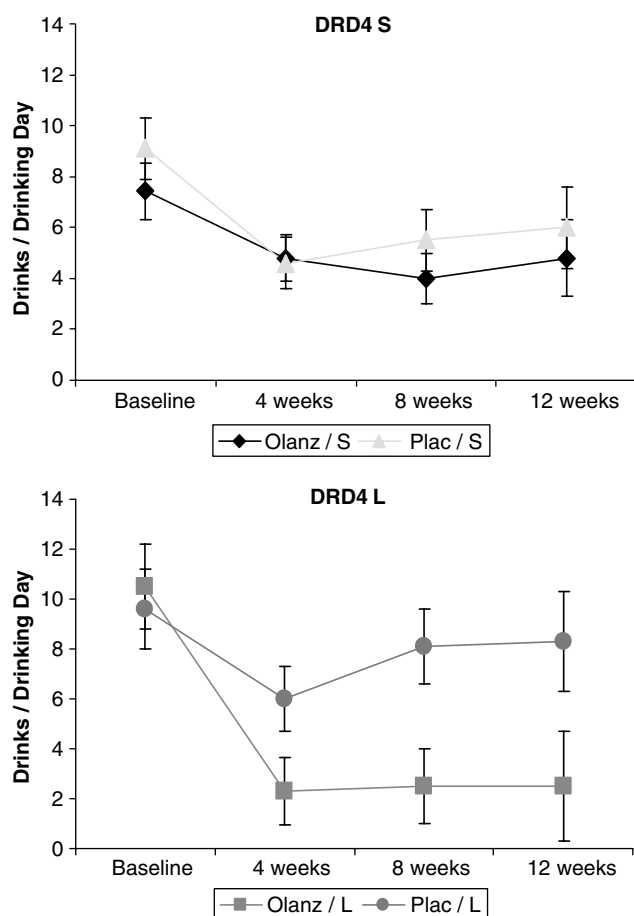 DRD4 S
Drinks / Drinking Day
14
12
10
8
6
4
2
0
Baseline 4 weeks 8 weeks 12 weeks
Olanz / S Plac / S
DRD4 L
Drinks / Drinking Day
14
12
10
8
6
4
2
0
Baseline 4 weeks 8 weeks 12 weeks
Olanz / L Plac / L